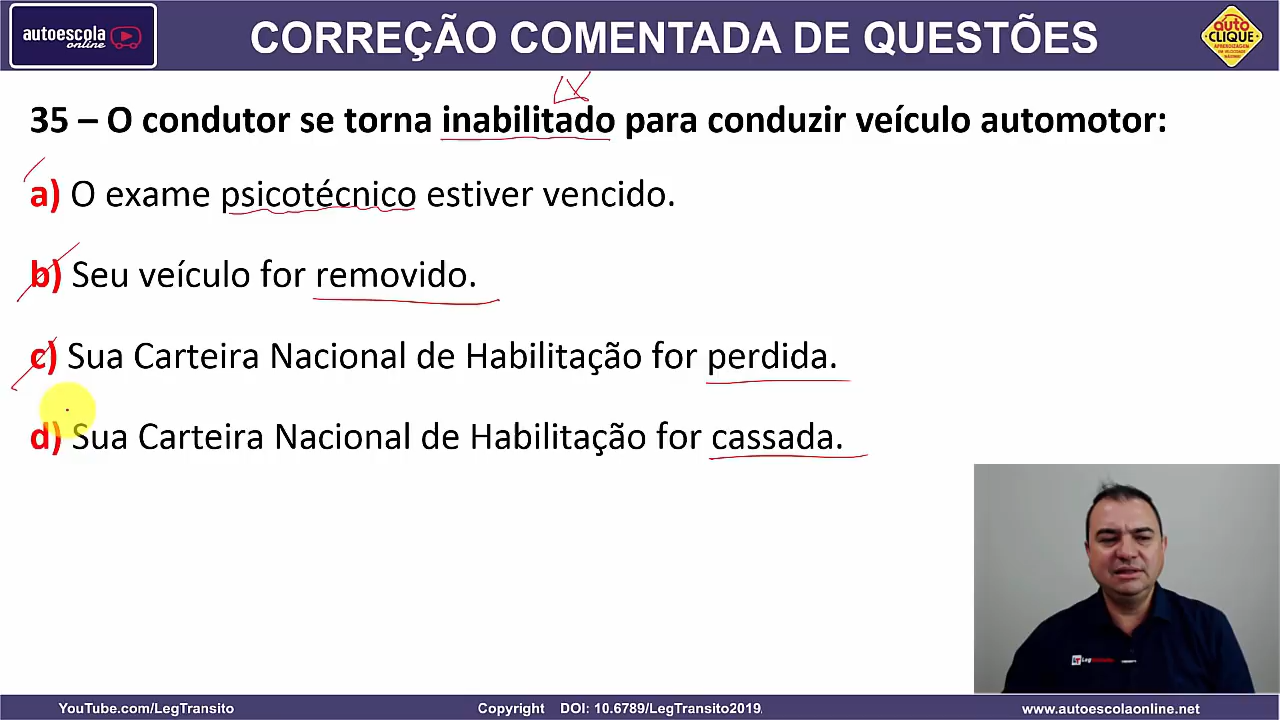 autoescola
online
CORREÇÃO COMENTADA DE QUESTÕES
auto
CLIQUE
35 – O condutor se torna inabilitado para conduzir veículo automotor:
a) O exame psicotécnico estiver vencido.
b) Seu veículo for removido.
c) Sua Carteira Nacional de Habilitação for perdida.
d) Sua Carteira Nacional de Habilitação for cassada.
YouTube.com/LegTransito
Copyright DOI: 10.6789/LegTransito2019.
www.autoescolaonline.net